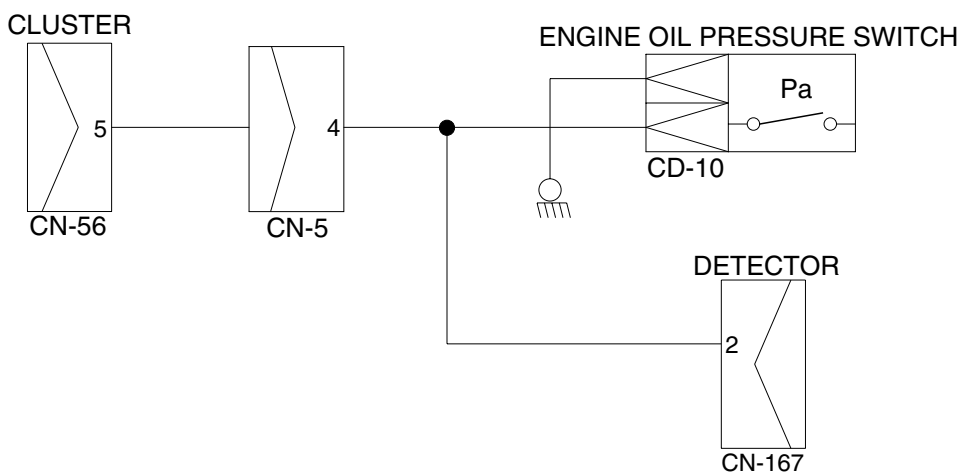 CLUSTER
5
CN-56
4
CN-5
ENGINE OIL PRESSURE SWITCH
Pa
CD-10
DETECTOR
2
CN-167